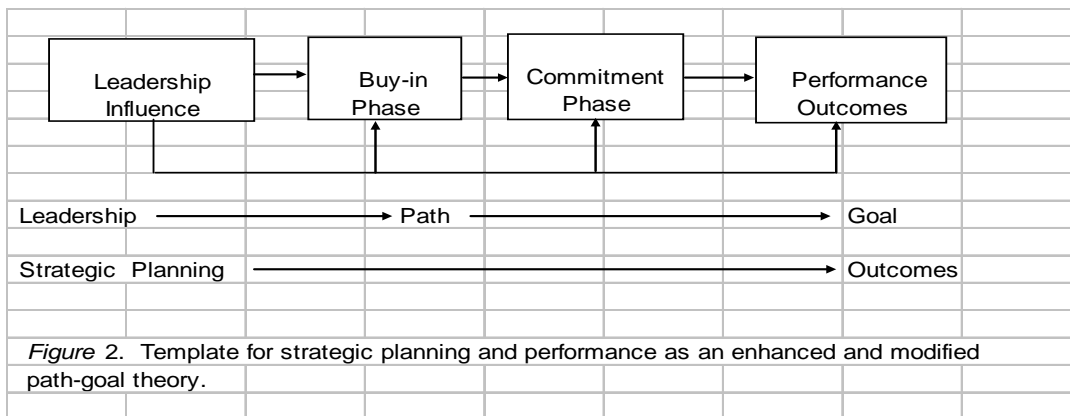 Leadership
Influence
Buy-in
Phase
Commitment
Phase
Performance
Outcomes
Leadership Path Goal
Strategic Planning Outcomes
Figure 2. Template for strategic planning and performance as an enhanced and modified
path-goal theory.